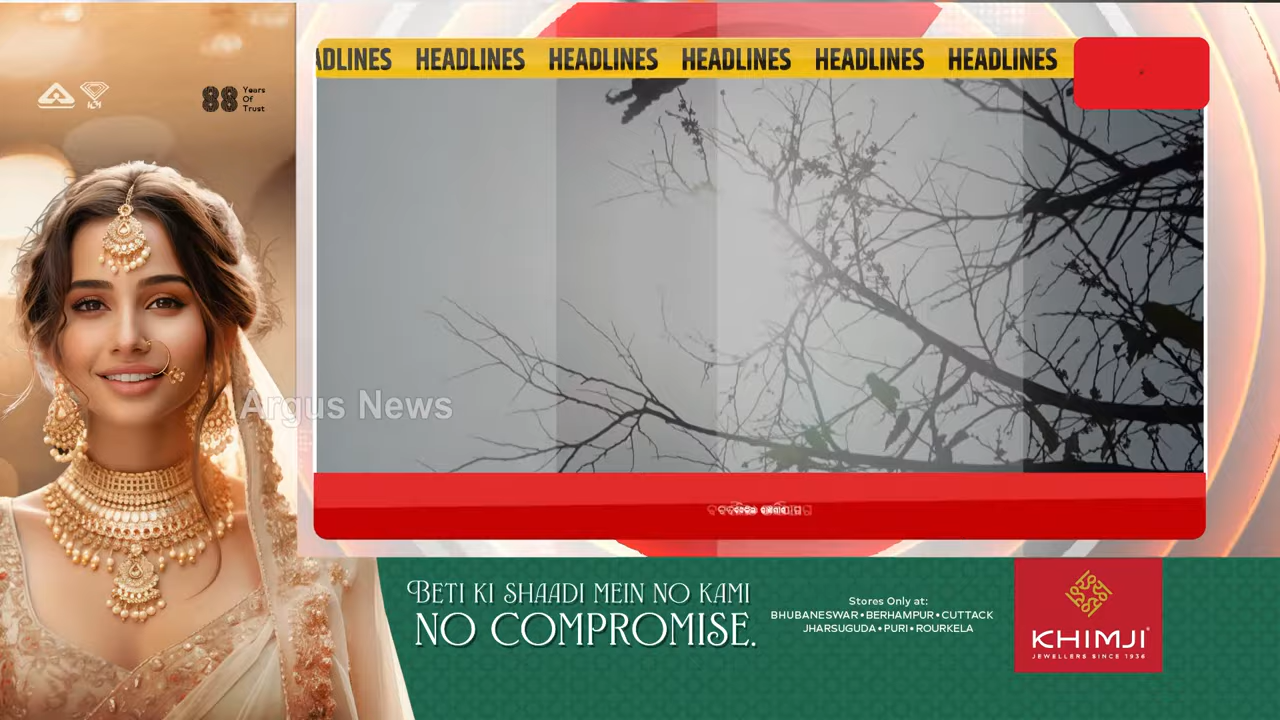 ADLINES HEADLINES HEADLINES HEADLINES HEADLINES HEADLINES
88 Years
Of
Trust
Argus News
BETI KI SHAADI MEIN NO KAMI
NO COMPROMISE.
Stores Only at:
BHUBANESWAR • BERHAMPUR • CUTTACK
JHARSUGUDA • PURI • ROURKELA
KHIMJI
JEWELLERS SINCE 1936